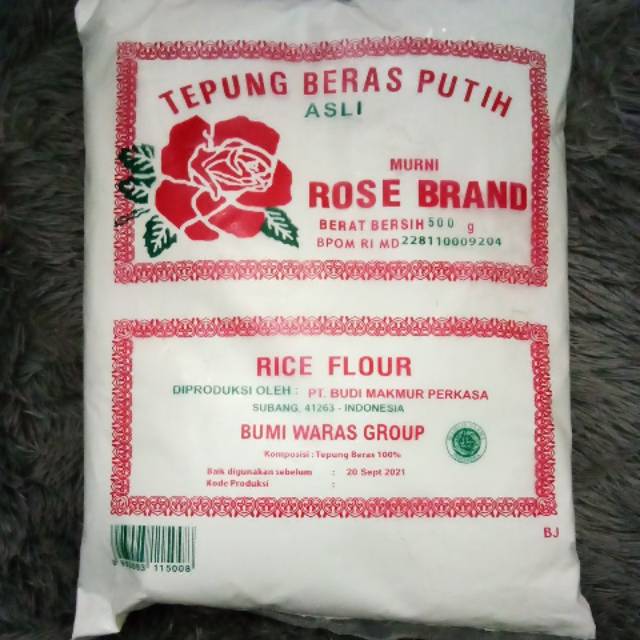 TEPUNG BERAS PUTIH
ASLI
MURNI
ROSE BRAND
BERAT BERSIH 500 g
BPOM RI MD 228110009204
RICE FLOUR
DIPRODUKSI OLEH : PT. BUDI MAKMUR PERKASA
SUBANG, 41263 - INDONESIA
BUMI WARAS GROUP
Komposisi : Tepung Beras 100%
Baik digunakan sebelum : 20 Sept 2021
Kode Produksi :
BJ
115008